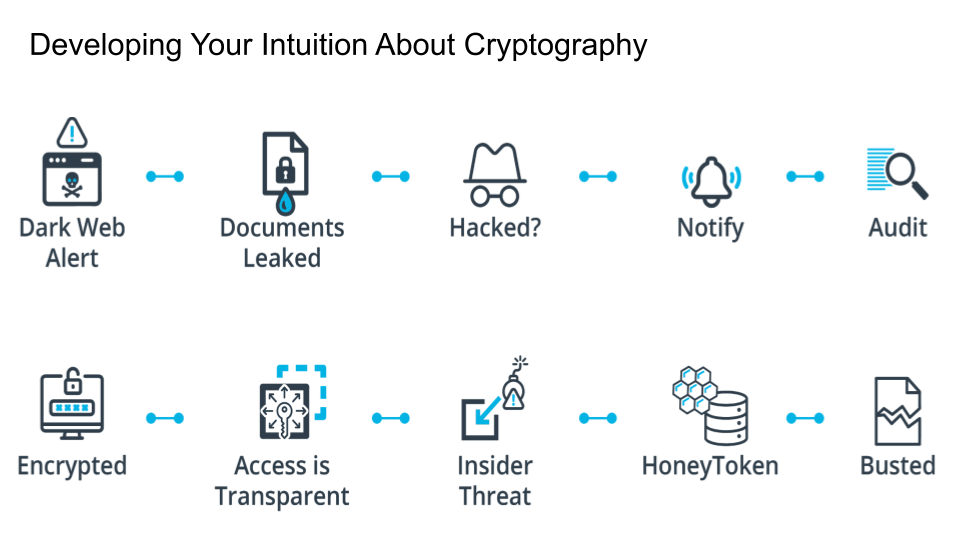 Developing Your Intuition About Cryptography
Dark Web
Alert
Documents
Leaked
Hacked?
Notify
Audit
Encrypted
Access is
Transparent
Insider
Threat
HoneyToken
Busted